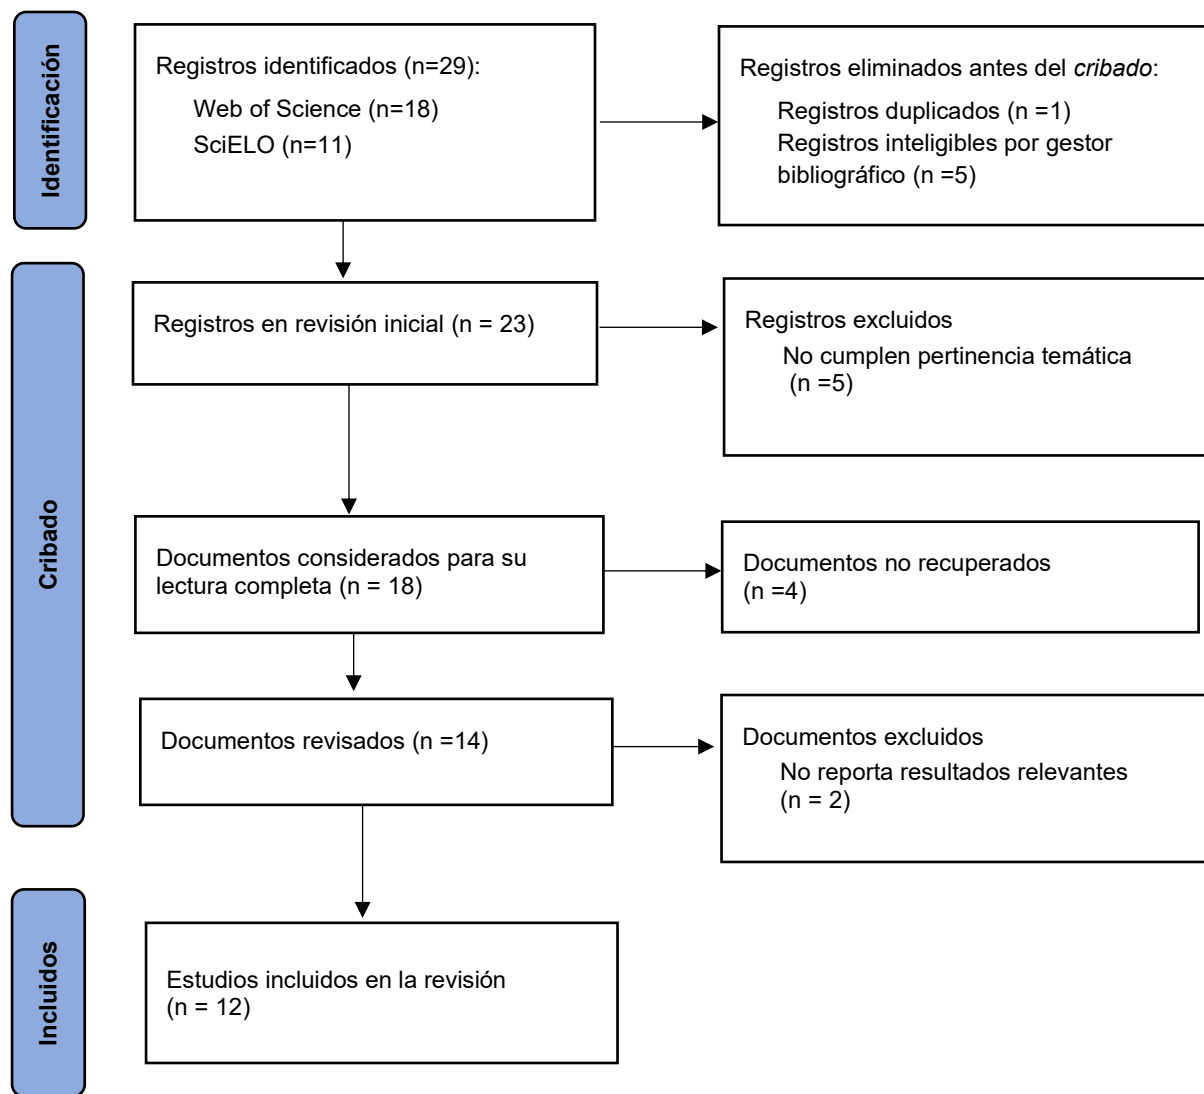 Identificación
Registros identificados (n=29):
Web of Science (n=18)
SciELO (n=11)
Registros eliminados antes del cribado:
Registros duplicados (n =1)
Registros inteligibles por gestor
bibliográfico (n =5)
Cribado
Registros en revisión inicial (n = 23)
Registros excluidos
No cumplen pertinencia temática
(n =5)
Documentos considerados para su
lectura completa (n = 18)
Documentos no recuperados
(n =4)
Documentos revisados (n =14)
Documentos excluidos
No reporta resultados relevantes
(n = 2)
Incluidos
Estudios incluidos en la revisión
(n = 12)